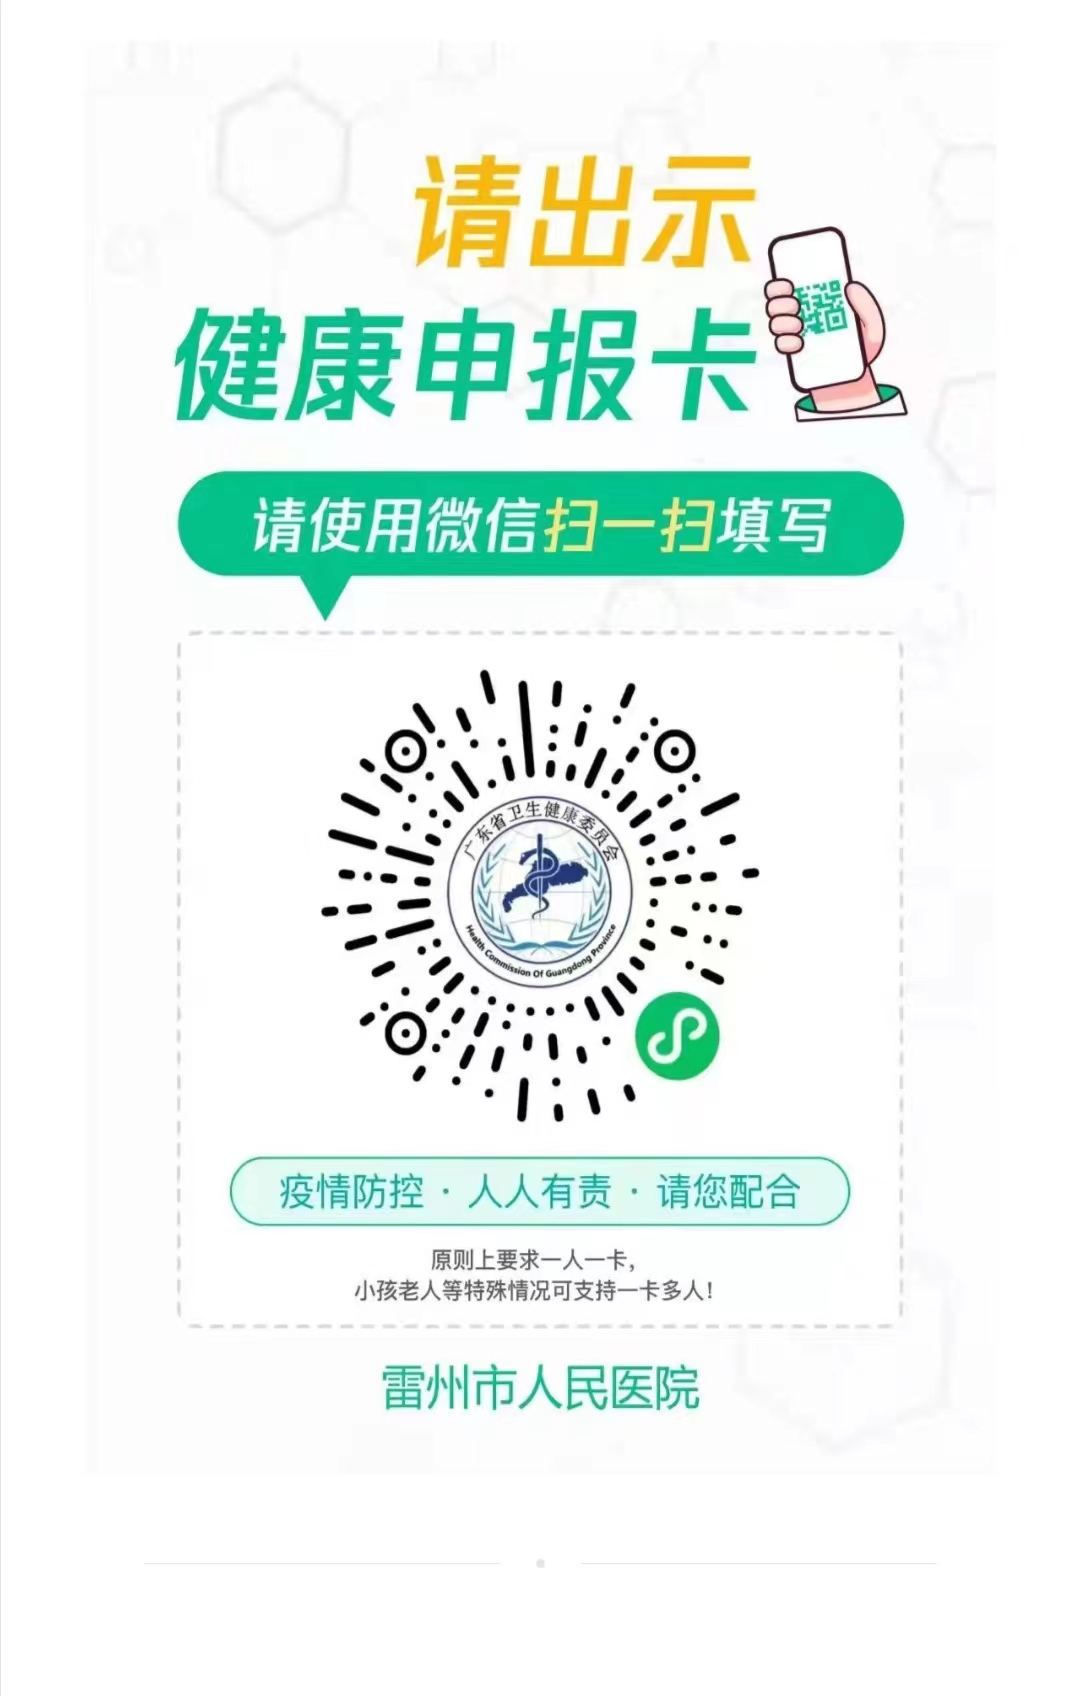 请出示
健康申报卡
请使用微信扫一扫填写
广东省卫生健康委员会
Health Commission Of Guangdong Province
疫情防控 · 人人有责 · 请您配合
原则上要求一人一卡,
小孩老人等特殊情况可支持一卡多人!
雷州市人民医院